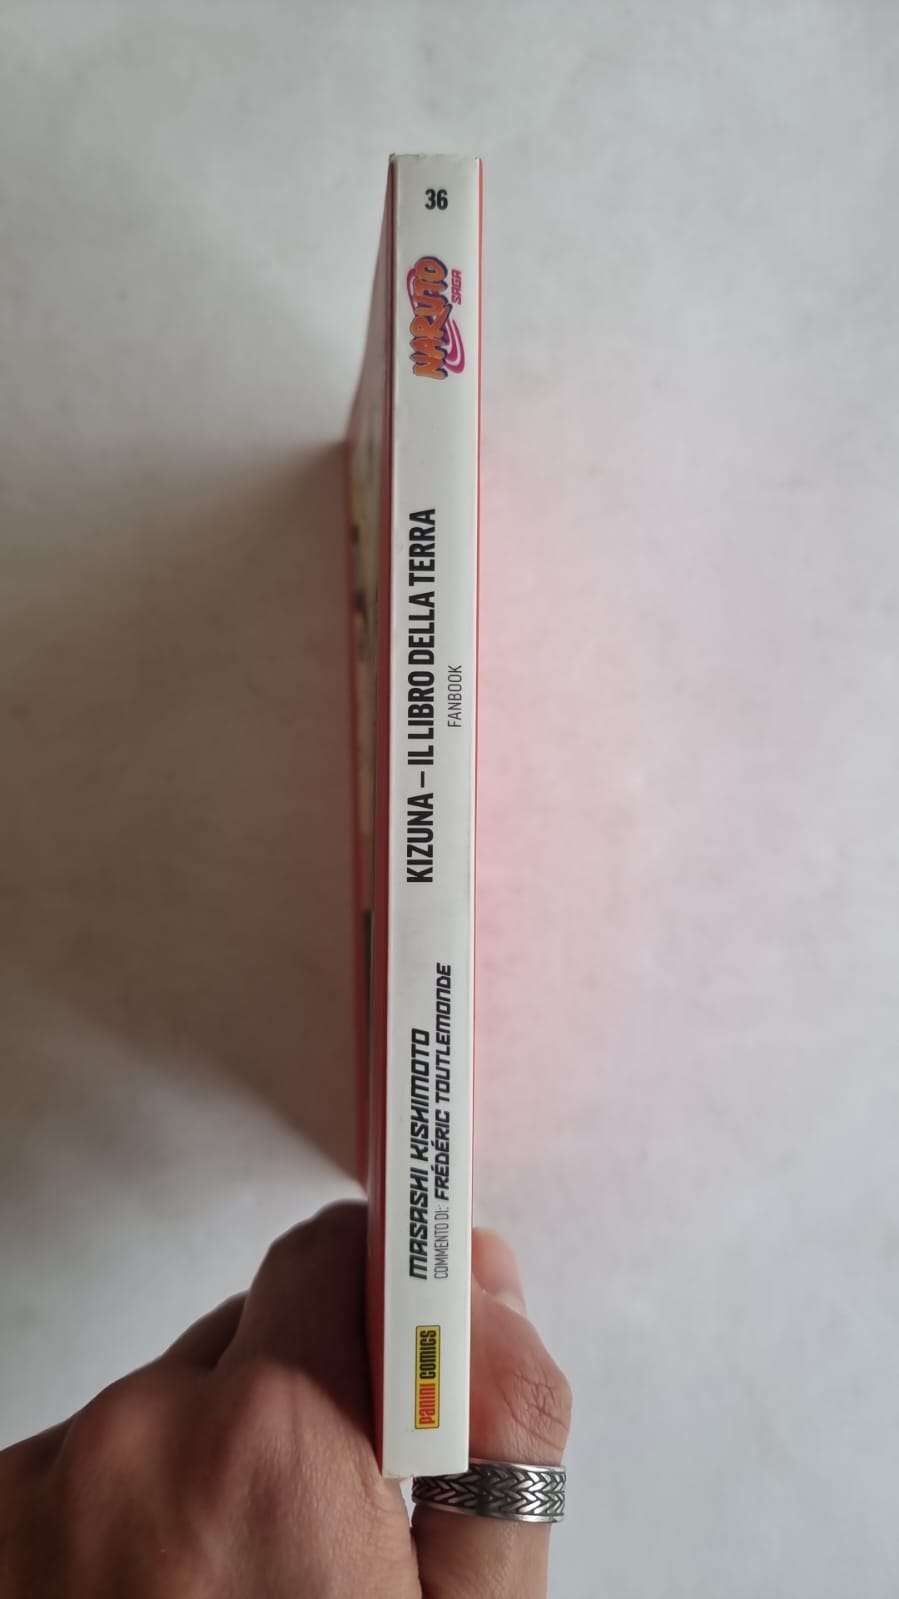 36
NARUTO
SAGA
KIZUNA – IL LIBRO DELLA TERRA
FANBOOK
MASASHI KISHIMOTO
COMMENTO DI: FRÉDÉRIC TOUTLEMONDE
PANINI COMICS